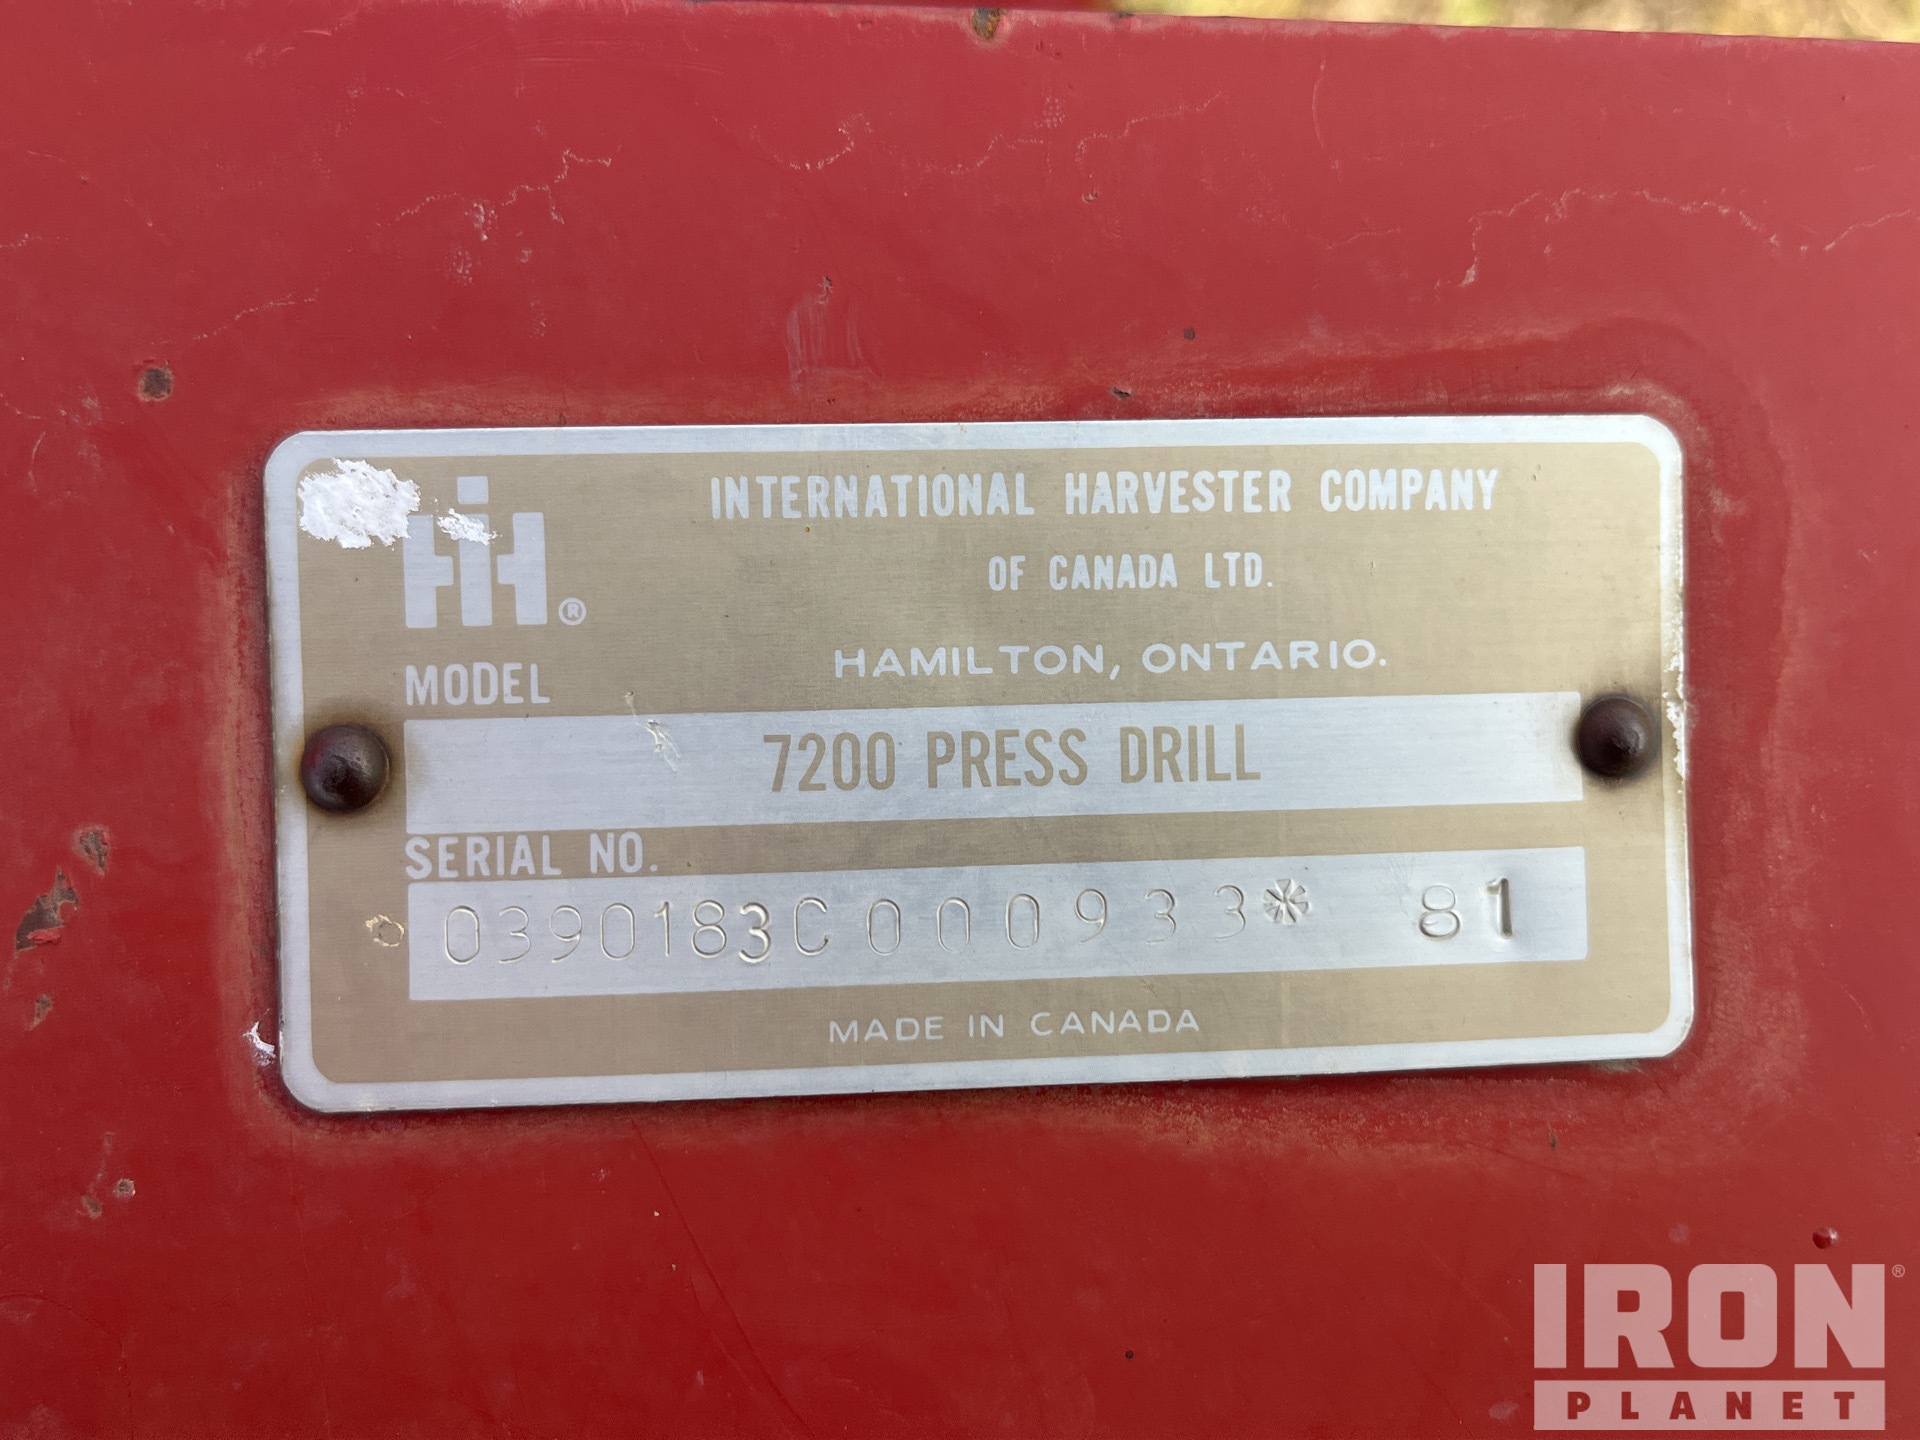 IH®
INTERNATIONAL HARVESTER COMPANY
OF CANADA LTD.
HAMILTON, ONTARIO.
MODEL
7200 PRESS DRILL
SERIAL NO.
0390183C000933* 81
MADE IN CANADA
IRON®
PLANET